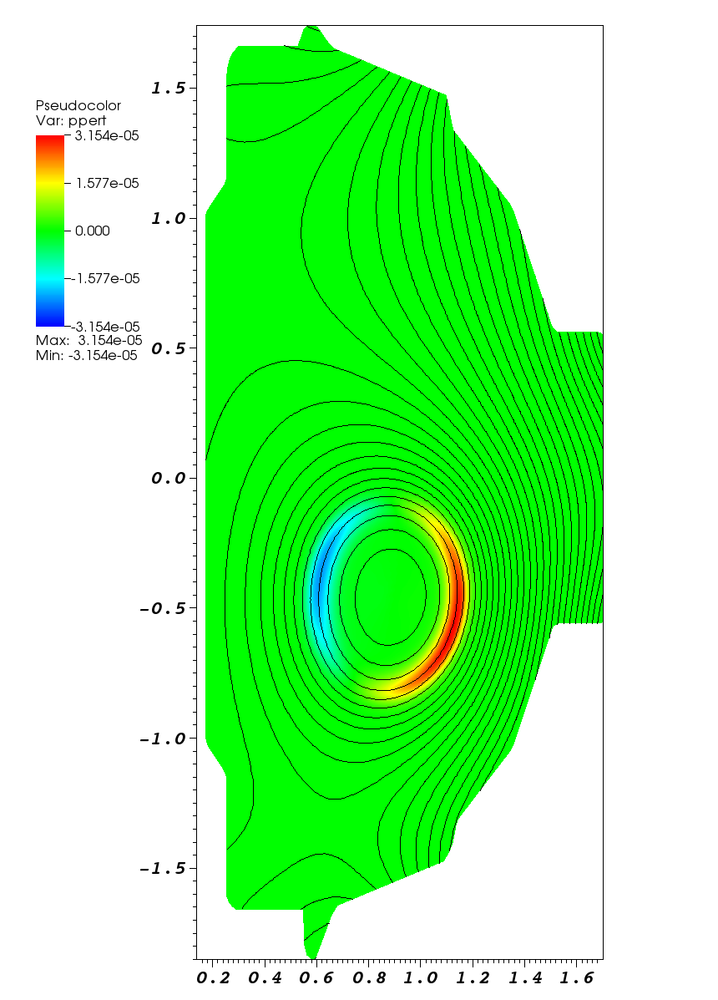 Pseudocolor
Var: ppert
3.154e-05
1.577e-05
0.000
-1.577e-05
-3.154e-05
Max: 3.154e-05
Min: -3.154e-05
1.5
1.0
0.5
0.0
-0.5
-1.0
-1.5
0.2 0.4 0.6 0.8 1.0 1.2 1.4 1.6